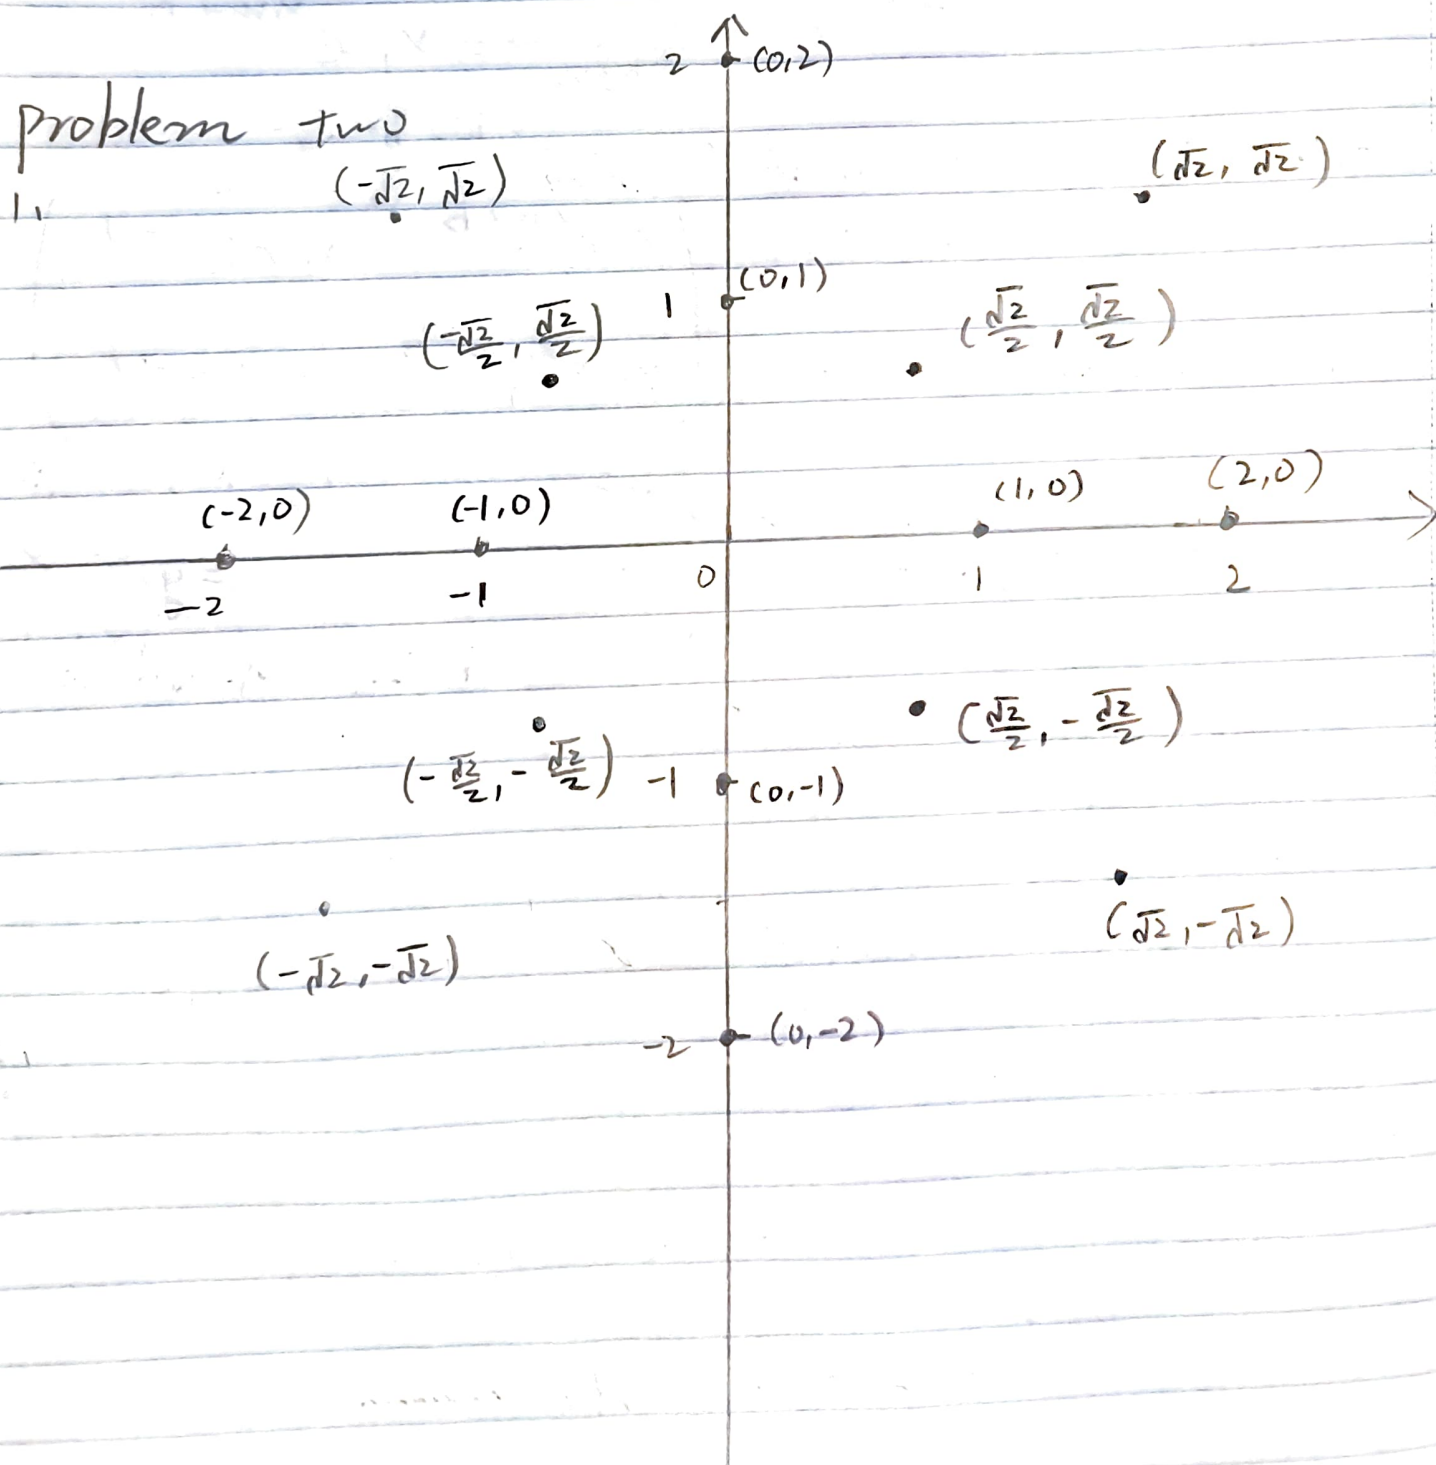 2 (0,2)
problem two
(-√2, √2) (√2, √2)
1.
(0,1)
1
(-√2/2, √2/2) (√2/2, √2/2)
(-2,0) (-1,0) (1,0) (2,0)
-2 -1 0 1 2
(√2/2, -√2/2)
(-√2/2, -√2/2) -1 (0,-1)
(√2,-√2)
(-√2,-√2)
-2 (0,-2)